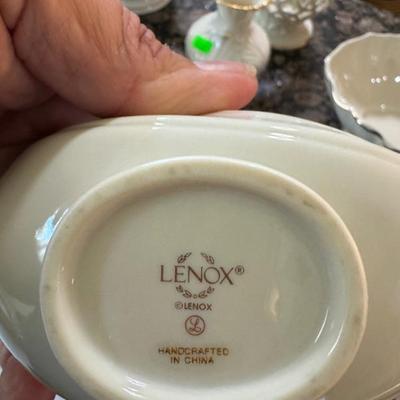 LENOX®
©LENOX
L
HANDCRAFTED
IN CHINA